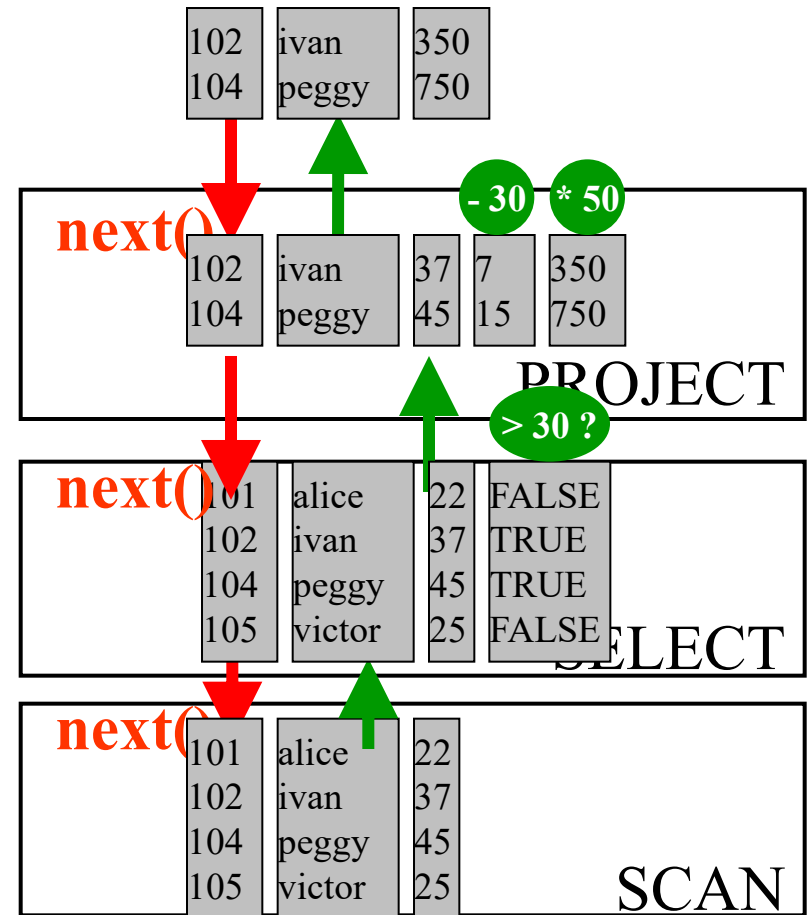 102 ivan 350
104 peggy 750
- 30 * 50
next()
102 ivan 37 7 350
104 peggy 45 15 750
PROJECT
> 30 ?
next()
101 alice 22 FALSE
102 ivan 37 TRUE
104 peggy 45 TRUE
105 victor 25 FALSE
SELECT
next()
101 alice 22
102 ivan 37
104 peggy 45
105 victor 25
SCAN